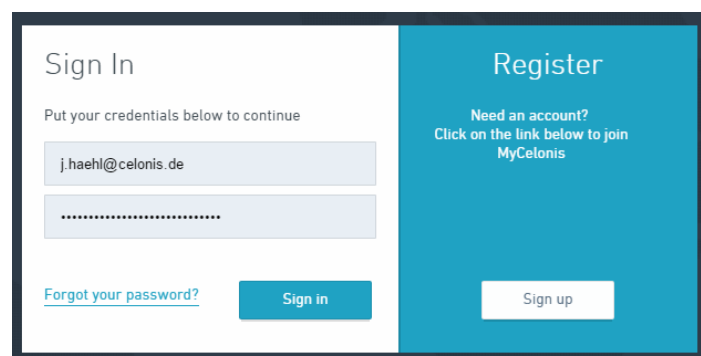 Sign In
Put your credentials below to continue
j.haehl@celonis.de
•••••••••••••••••••••••••••••
Forgot your password?
Sign in
Register
Need an account?
Click on the link below to join
MyCelonis
Sign up